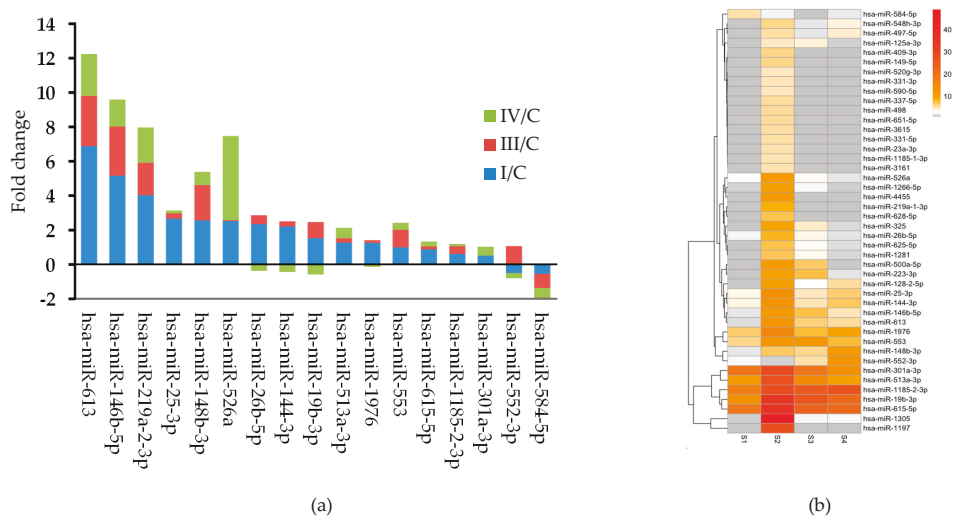 14
12
10
8
6
4
2
0
-2
Fold change
IV/C
III/C
I/C
hsa-miR-613
hsa-miR-146b-5p
hsa-miR-219a-2-3p
hsa-miR-25-3p
hsa-miR-148b-3p
hsa-miR-526a
hsa-miR-26b-5p
hsa-miR-144-3p
hsa-miR-19b-3p
hsa-miR-513a-3p
hsa-miR-1976
hsa-miR-553
hsa-miR-615-5p
hsa-miR-1185-2-3p
hsa-miR-301a-3p
hsa-miR-552-3p
hsa-miR-584-5p
(a)
hsa-miR-584-5p
hsa-miR-548h-3p
hsa-miR-497-5p
hsa-miR-125a-3p
hsa-miR-409-3p
hsa-miR-149-5p
hsa-miR-520g-3p
hsa-miR-331-3p
hsa-miR-590-5p
hsa-miR-337-5p
hsa-miR-498
hsa-miR-651-5p
hsa-miR-3615
hsa-miR-331-5p
hsa-miR-23a-3p
hsa-miR-1185-1-3p
hsa-miR-3161
hsa-miR-526a
hsa-miR-1266-5p
hsa-miR-4455
hsa-miR-219a-1-3p
hsa-miR-628-5p
hsa-miR-325
hsa-miR-26b-5p
hsa-miR-625-5p
hsa-miR-1281
hsa-miR-500a-5p
hsa-miR-223-3p
hsa-miR-128-2-5p
hsa-miR-25-3p
hsa-miR-144-3p
hsa-miR-146b-5p
hsa-miR-613
hsa-miR-1976
hsa-miR-553
hsa-miR-148b-3p
hsa-miR-552-3p
hsa-miR-301a-3p
hsa-miR-513a-3p
hsa-miR-1185-2-3p
hsa-miR-19b-3p
hsa-miR-615-5p
hsa-miR-1305
hsa-miR-1197
S1 S2 S3 S4
40
30
20
10
(b)